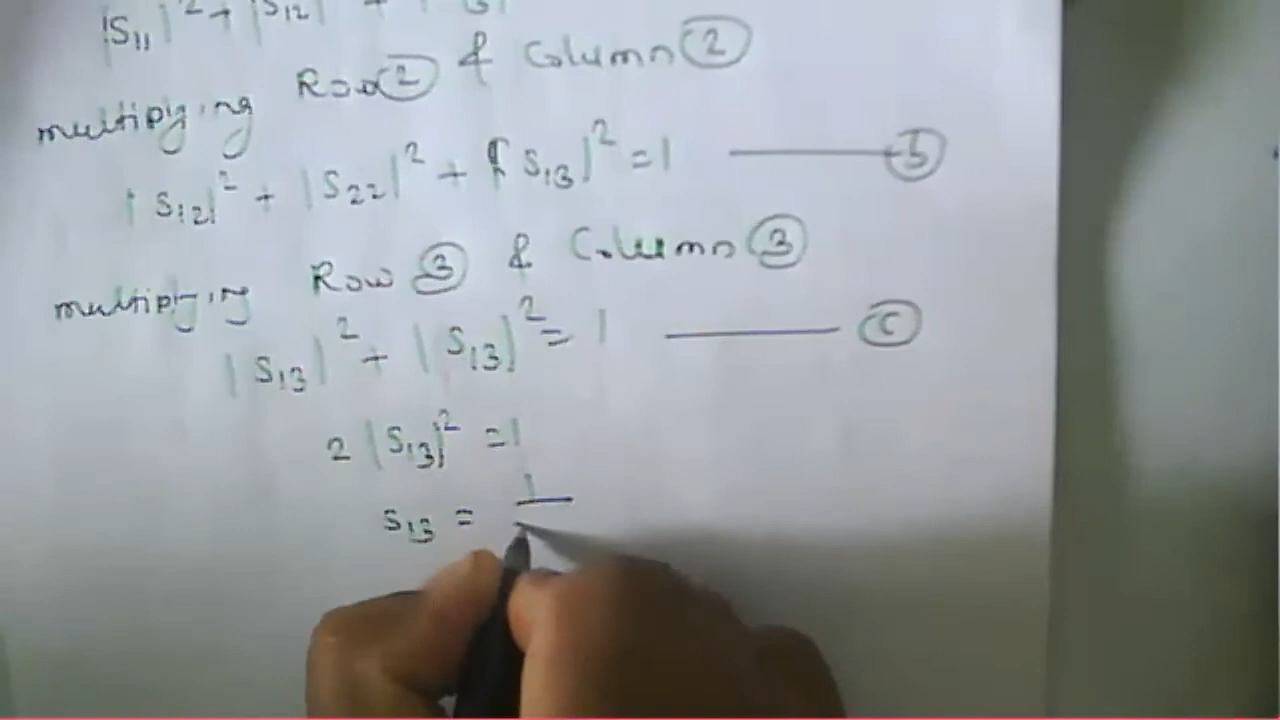 |S₁₁|² + |S₁₂|
multiplying Row ② & Column ②
|S₁₂|² + |S₂₂|² + |S₁₃|² = 1 ——— ⓑ
multiplying Row ③ & Column ③
|S₁₃|² + |S₁₃|² = 1 ——— ⓒ
2 |S₁₃|² = 1
S₁₃ = 1/